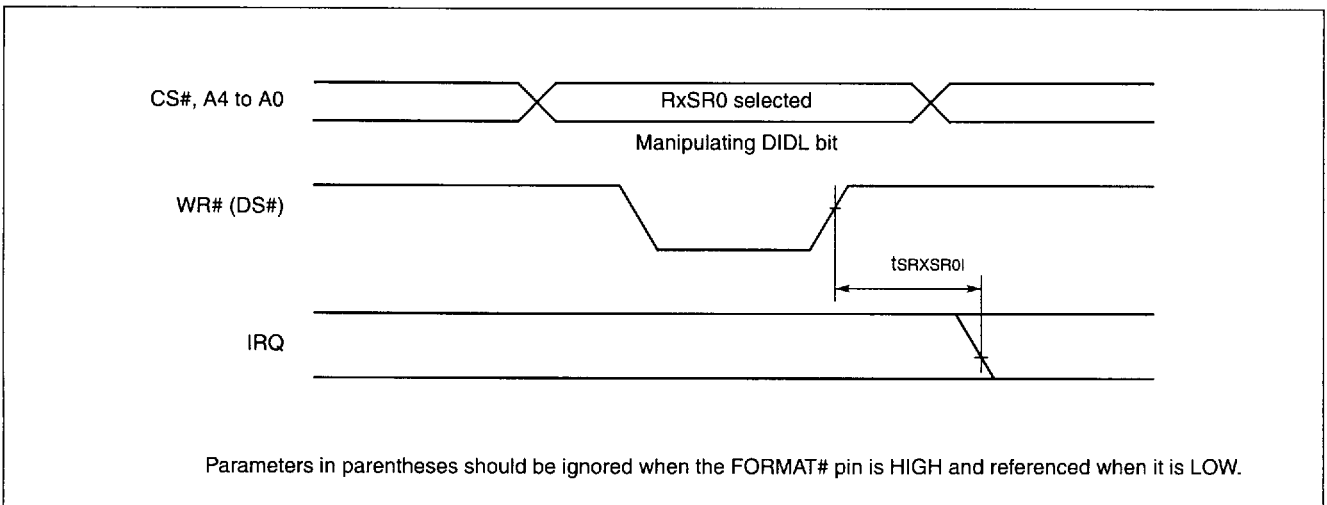 CS#, A4 to A0
RxSR0 selected
Manipulating DIDL bit
WR# (DS#)
tSRXSR0I
IRQ
Parameters in parentheses should be ignored when the FORMAT# pin is HIGH and referenced when it is LOW.